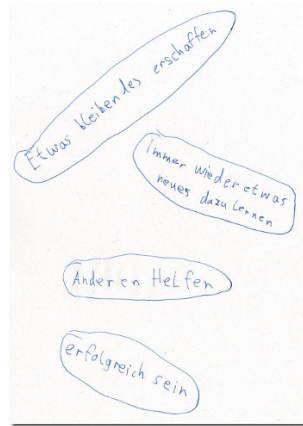 Etwas bleibendes erschaffen
immer wieder etwas
neues dazu lernen
Anderen Helfen
erfolgreich sein